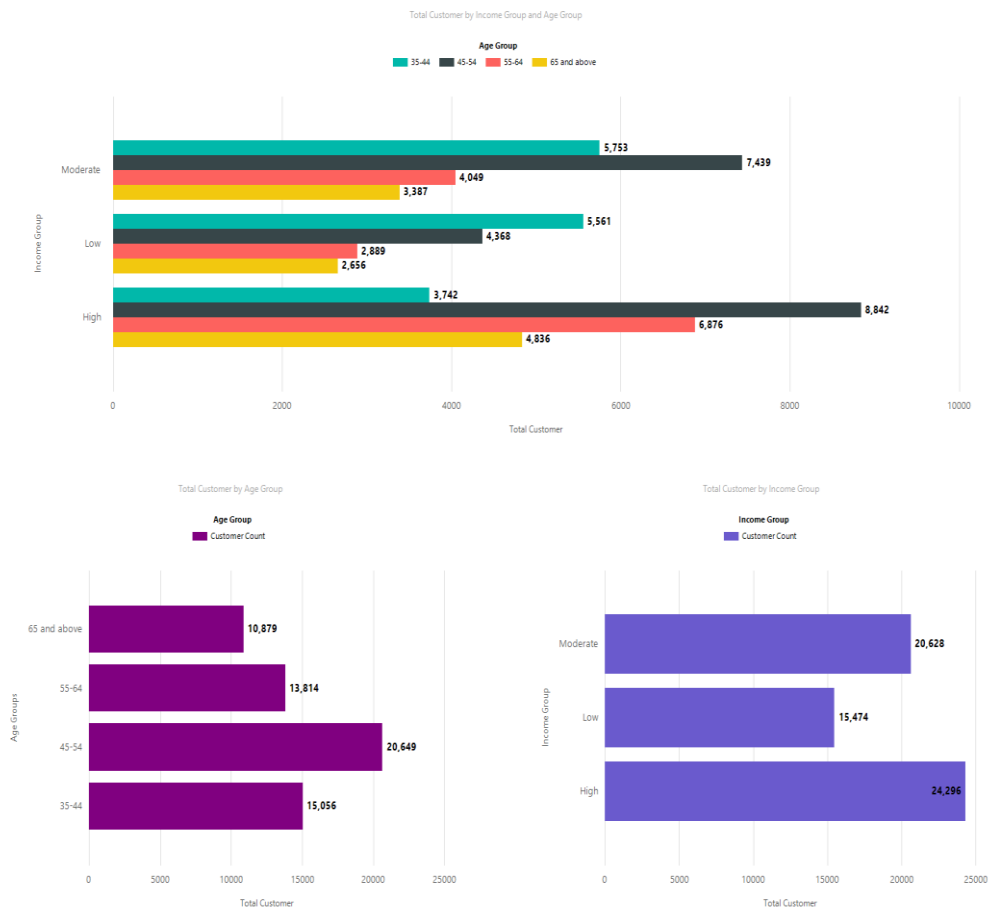 Total Customer by Income Group and Age Group
Age Group
35-44 45-54 55-64 65 and above
Income Group
Moderate
5,753
7,439
4,049
3,387
Low
5,561
4,368
2,889
2,656
High
3,742
8,842
6,876
4,836
0 2000 4000 6000 8000 10000
Total Customer
Total Customer by Age Group
Age Group
Customer Count
Age Groups
65 and above 10,879
55-64 13,814
45-54 20,649
35-44 15,056
0 5000 10000 15000 20000 25000
Total Customer
Total Customer by Income Group
Income Group
Customer Count
Income Group
Moderate 20,628
Low 15,474
High 24,296
0 5000 10000 15000 20000 25000
Total Customer